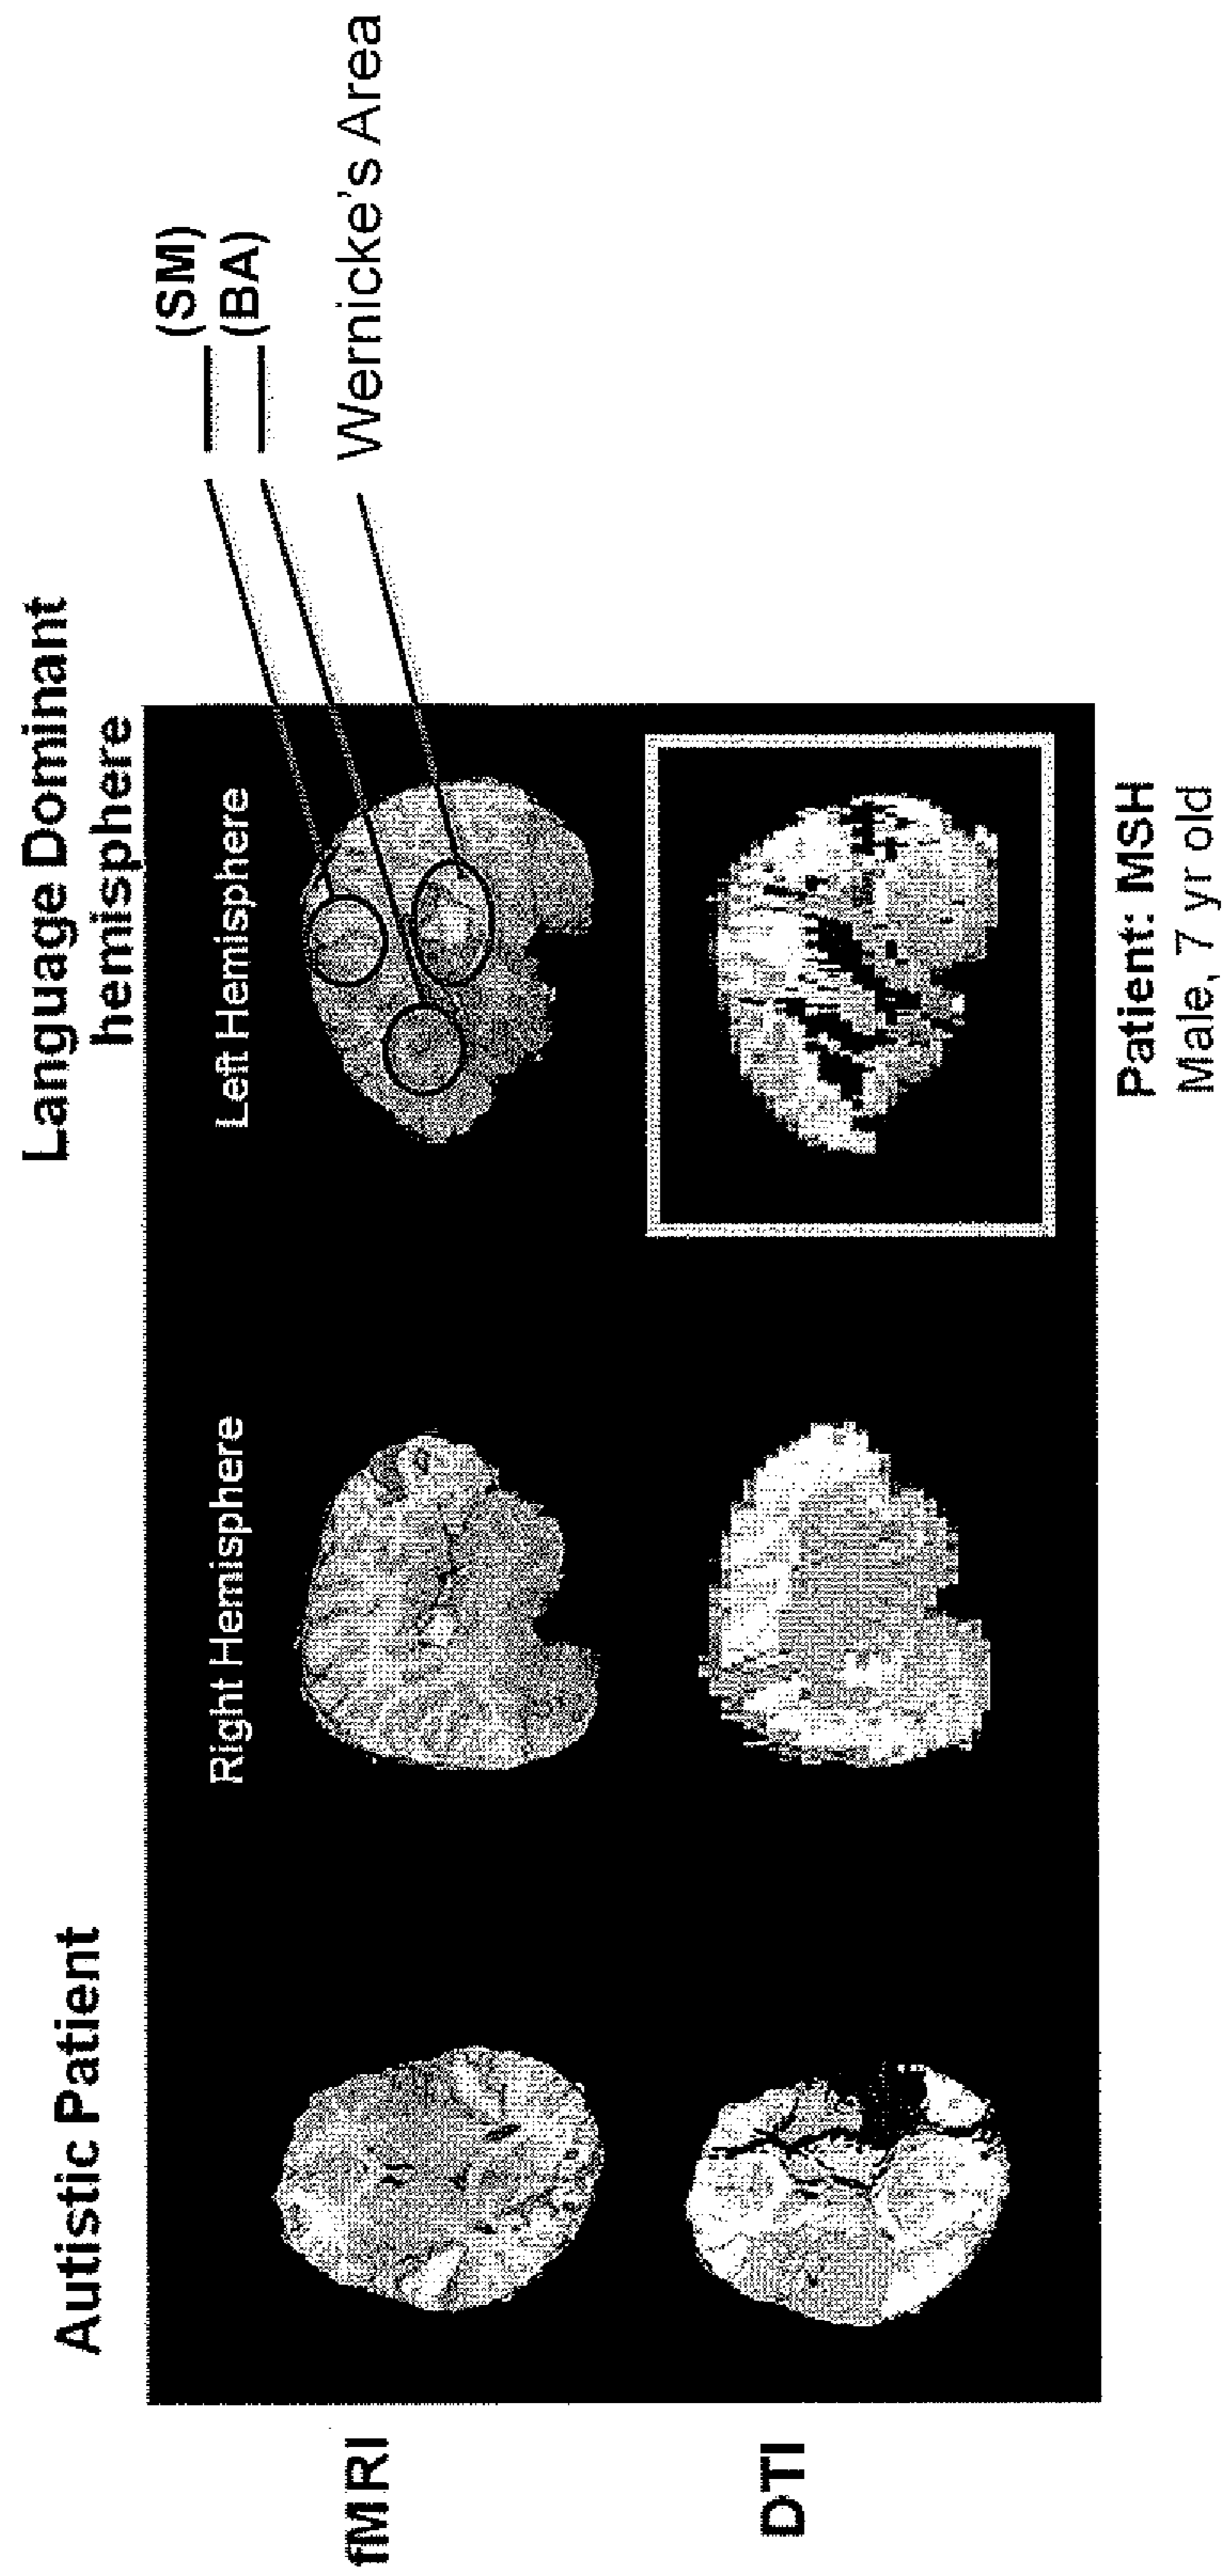 Autistic Patient
Language Dominant
hemisphere
Right Hemisphere
Left Hemisphere
(SM)
(BA)
Wernicke's Area
fMRI
DTI
Patient: MSH
Male, 7 yr old